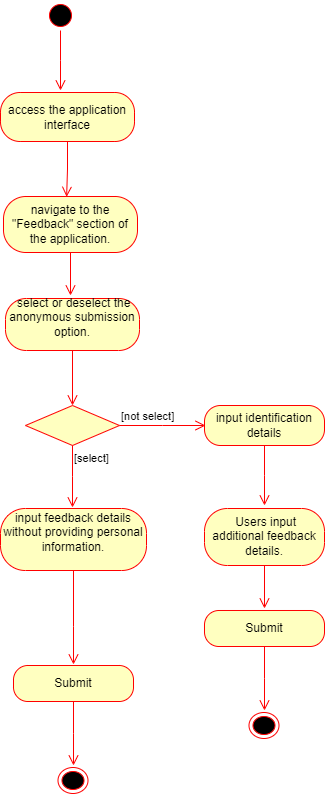 access the application
interface
navigate to the
"Feedback" section of
the application.
select or deselect the
anonymous submission
option.
[not select]
input identification
details
[select]
input feedback details
without providing personal
information.
Users input
additional feedback
details.
Submit
Submit